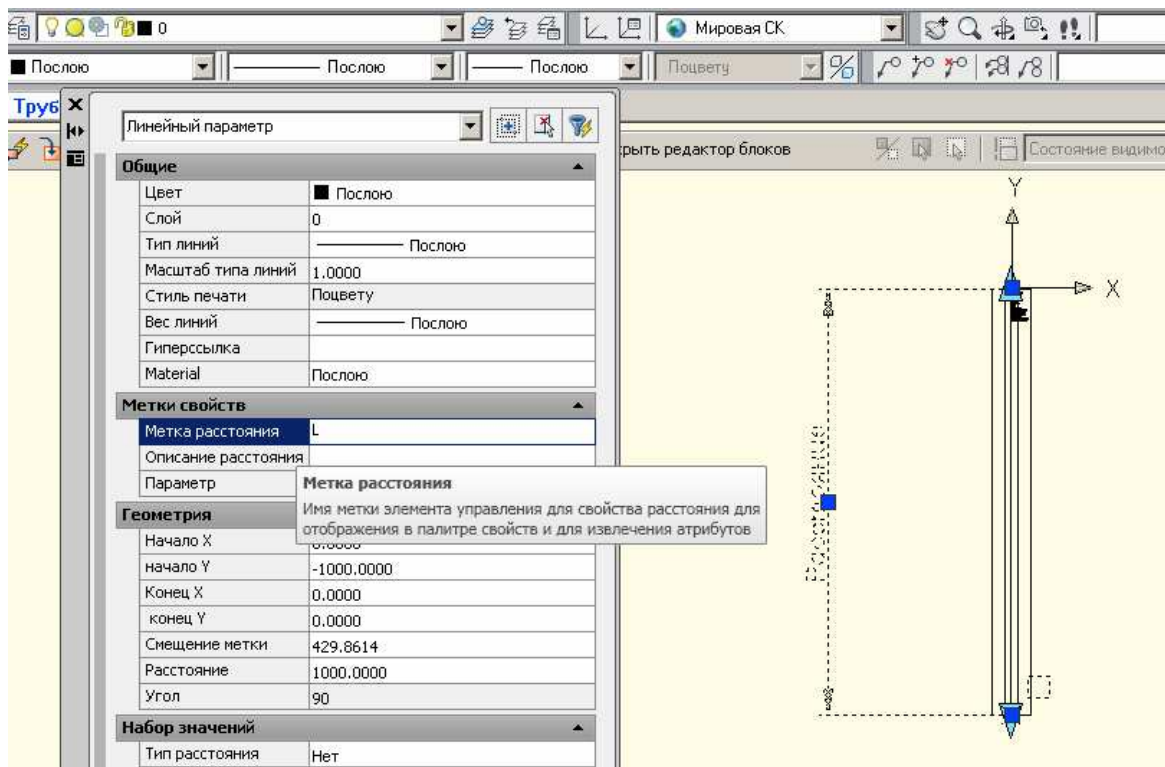 0 Мировая СК
Послою Послою Послою Поцвету
Труб
Линейный параметр
рыть редактор блоков Состояние видимо
Общие
Цвет Послою
Слой 0
Тип линий Послою
Масштаб типа линий 1.0000
Стиль печати Поцвету
Вес линий Послою
Гиперссылка
Material Послою
Метки свойств
Метка расстояния L
Описание расстояния
Параметр
Метка расстояния
Имя метки элемента управления для свойства расстояния для
отображения в палитре свойств и для извлечения атрибутов
Геометрия
Начало X 0.0000
начало Y -1000.0000
Конец X 0.0000
конец Y 0.0000
Смещение метки 429.8614
Расстояние 1000.0000
Угол 90
Набор значений
Тип расстояния Нет
Y
X